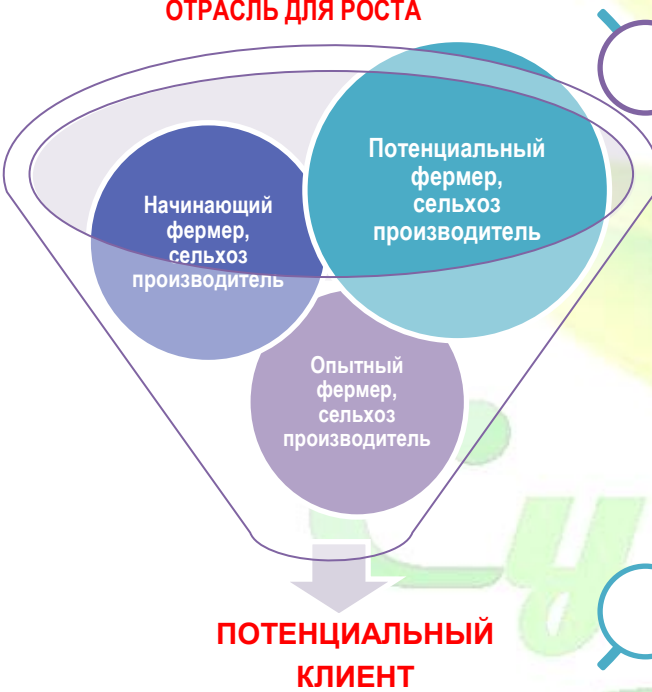 ОТРАСЛЬ ДЛЯ РОСТА
Потенциальный
фермер,
сельхоз
производитель
Начинающий
фермер,
сельхоз
производитель
Опытный
фермер,
сельхоз
производитель
ПОТЕНЦИАЛЬНЫЙ
КЛИЕНТ